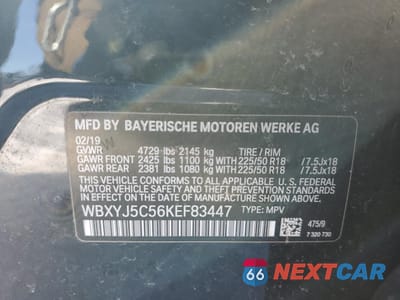 MFD BY BAYERISCHE MOTOREN WERKE AG
02/19
GVWR 4729 lbs 2145 kg TIRE / RIM
GAWR FRONT 2425 lbs 1100 kg WITH 225/50 R18 /7.5Jx18
GAWR REAR 2381 lbs 1080 kg WITH 225/50 R18 /7.5Jx18
THIS VEHICLE CONFORMS TO ALL APPLICABLE U.S. FEDERAL
MOTOR VEHICLE SAFETY, BUMPER, AND THEFT PREVENTION
STANDARDS IN EFFECT ON THE DATE OF MANUFACTURE
SHOWN ABOVE.
WBXYJ5C56KEF83447 TYPE: MPV
475/9
7 320 730
66 NEXTCAR